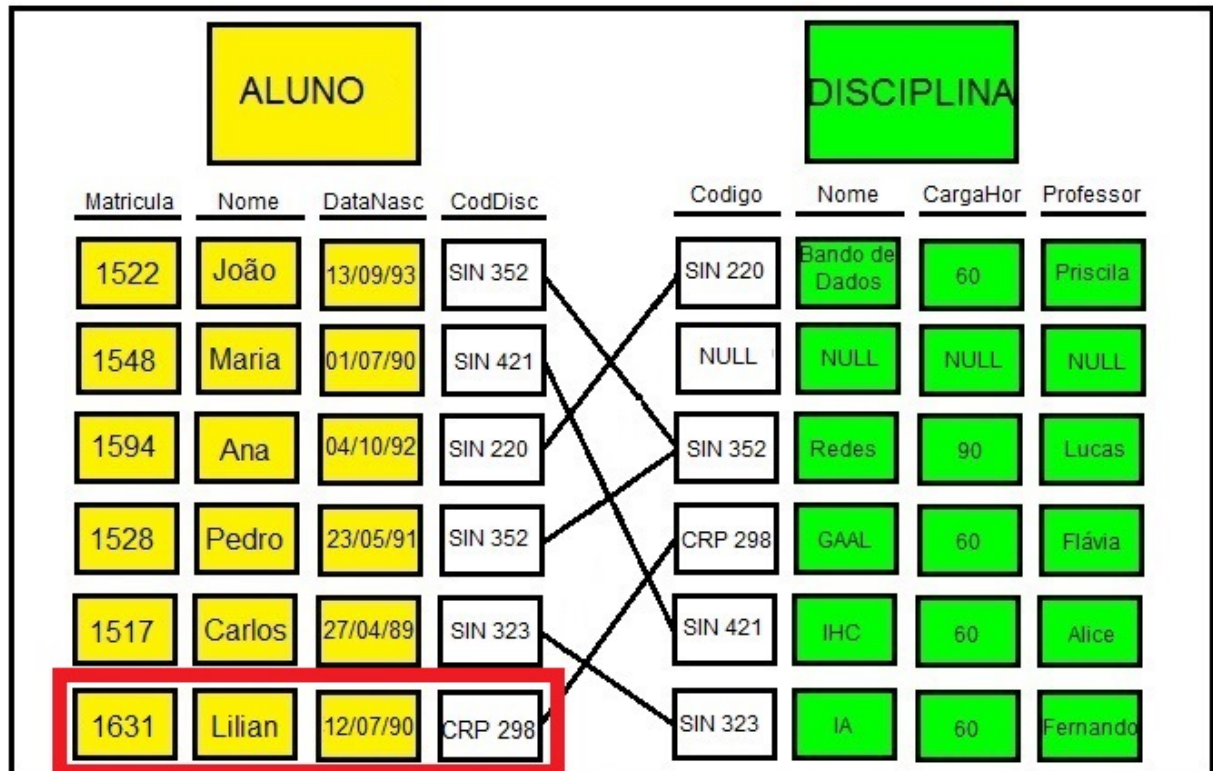 ALUNO DISCIPLINA
Matricula Nome DataNasc CodDisc Codigo Nome CargaHor Professor
1522 João 13/09/93 SIN 352 SIN 220 Bando de Dados 60 Priscila
1548 Maria 01/07/90 SIN 421 NULL NULL NULL NULL
1594 Ana 04/10/92 SIN 220 SIN 352 Redes 90 Lucas
1528 Pedro 23/05/91 SIN 352 CRP 298 GAAL 60 Flávia
1517 Carlos 27/04/89 SIN 323 SIN 421 IHC 60 Alice
1631 Lilian 12/07/90 CRP 298 SIN 323 IA 60 Fernando